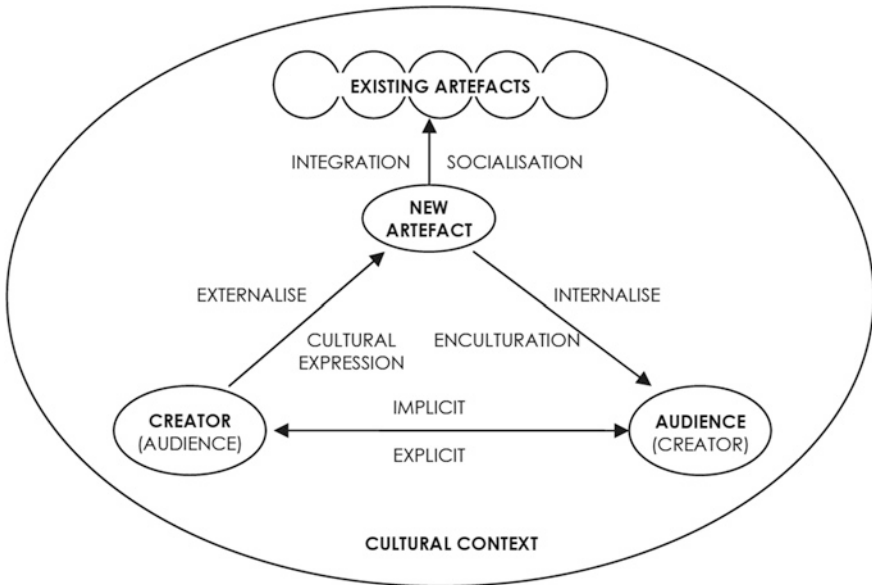 EXISTING ARTEFACTS
INTEGRATION SOCIALISATION
NEW
ARTEFACT
EXTERNALISE
INTERNALISE
CULTURAL
EXPRESSION
ENCULTURATION
CREATOR
(AUDIENCE)
IMPLICIT
EXPLICIT
AUDIENCE
(CREATOR)
CULTURAL CONTEXT